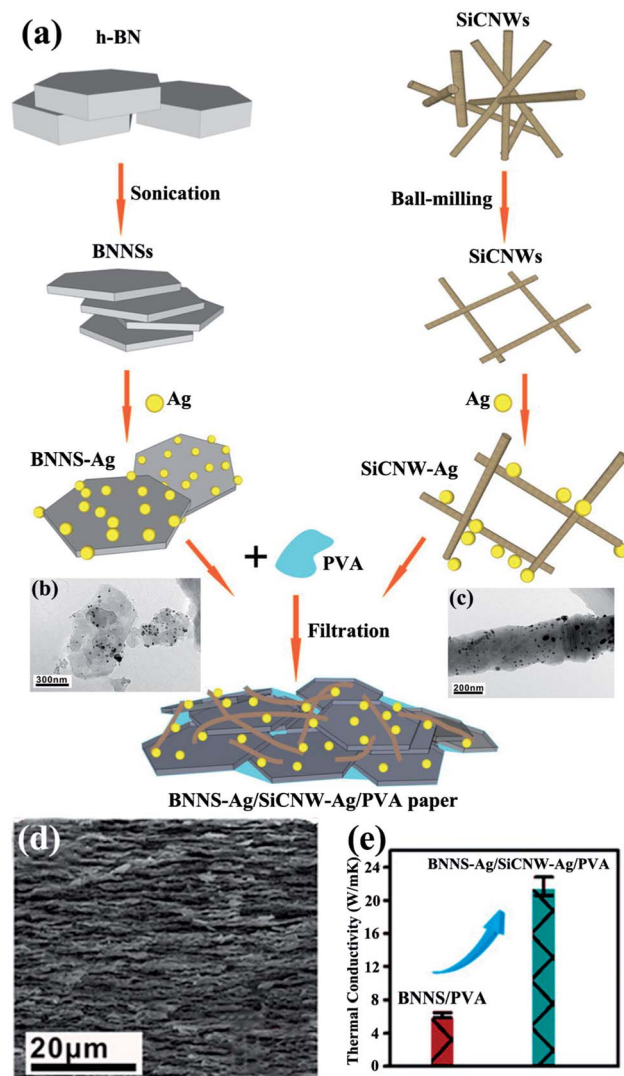 (a)
h-BN
SiCNWs
Sonication
Ball-milling
BNNSs
SiCNWs
Ag
Ag
BNNS-Ag
SiCNW-Ag
+
PVA
(b)
(c)
Filtration
300nm
200nm
BNNS-Ag/SiCNW-Ag/PVA paper
(d)
20μm
(e)
Thermal Conductivity (W/mK)
24
20
16
12
8
4
0
BNNS-Ag/SiCNW-Ag/PVA
BNNS/PVA